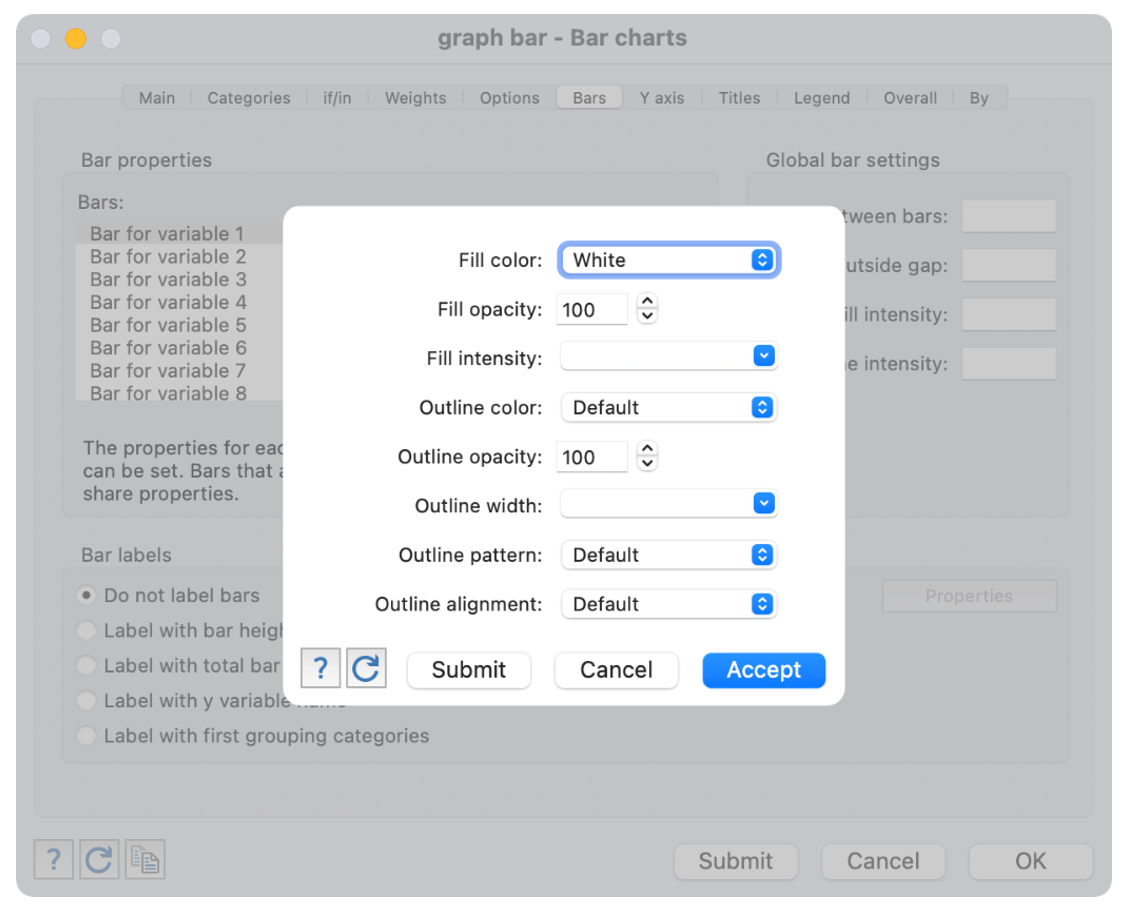 graph bar - Bar charts
Main Categories if/in Weights Options Bars Y axis Titles Legend Overall By
Bar properties
Bars:
Bar for variable 1
Bar for variable 2
Bar for variable 3
Bar for variable 4
Bar for variable 5
Bar for variable 6
Bar for variable 7
Bar for variable 8
The properties for
can be set. Bars that
share properties.
Global bar settings
bars:
gap:
intensity:
intensity:
Fill color: White
Fill opacity: 100
Fill intensity:
Outline color: Default
Outline opacity: 100
Outline width:
Outline pattern: Default
Outline alignment: Default
? Submit Cancel Accept
Bar labels
Do not label bars
Label with bar
Label with total bar
Label with y variable name
Label with first grouping categories
Properties
? Submit Cancel OK